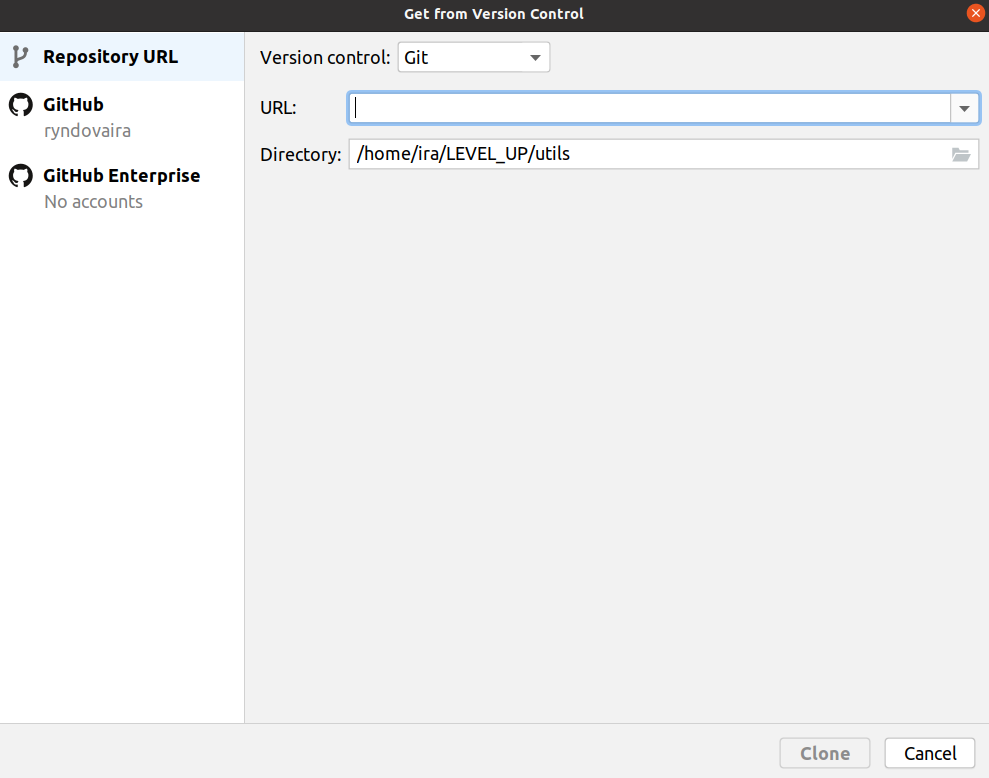 Get from Version Control
Repository URL
GitHub
ryndovaira
GitHub Enterprise
No accounts
Version control: Git
URL:
Directory: /home/ira/LEVEL_UP/utils
Clone Cancel